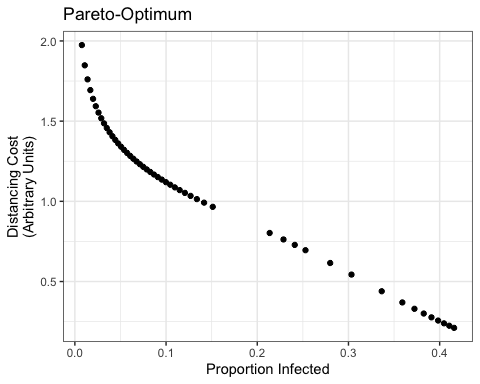 Pareto-Optimum
2.0
1.5
1.0
0.5
Distancing Cost
(Arbitrary Units)
0.0 0.1 0.2 0.3 0.4
Proportion Infected